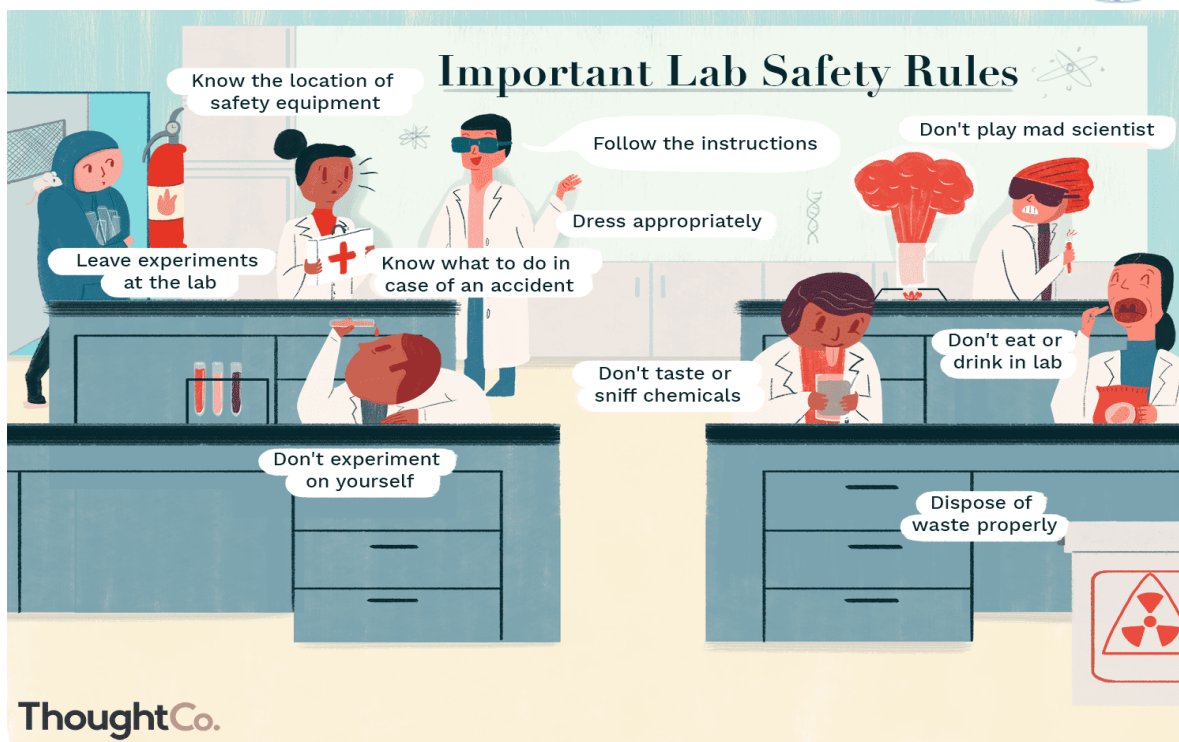 Important Lab Safety Rules
Know the location of
safety equipment
Follow the instructions
Don't play mad scientist
Dress appropriately
Leave experiments
at the lab
Know what to do in
case of an accident
Don't taste or
sniff chemicals
Don't eat or
drink in lab
Don't experiment
on yourself
Dispose of
waste properly
ThoughtCo.